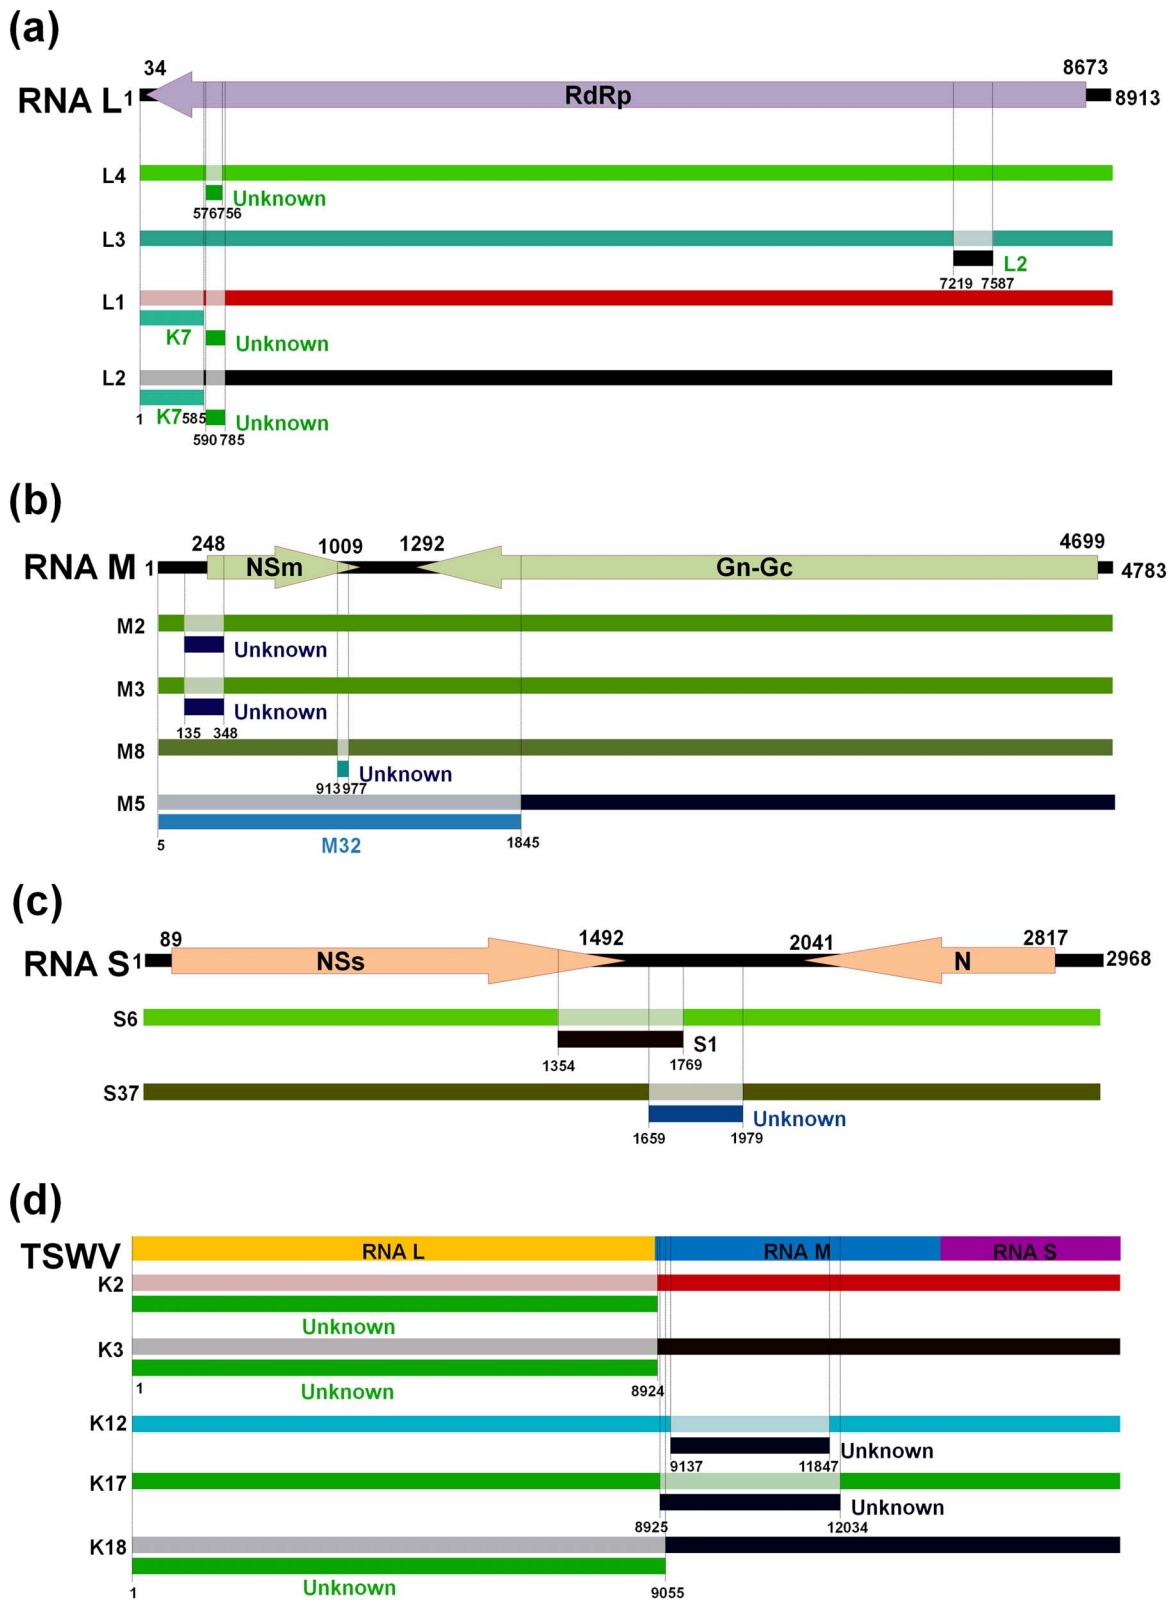 (a)
34 8673
RNA L 1 RdRp 8913
L4
Unknown
576 756
L3
L2
7219 7587
L1
K7
Unknown
L2
1 K7 585 Unknown
590 785
(b)
248 1009 1292 4699
RNA M 1 NSm Gn-Gc 4783
M2
Unknown
M3
Unknown
135 348
M8
Unknown
913 977
M5
5 M32 1845
(c)
89 1492 2041 2817
RNA S 1 NSs N 2968
S6
S1
1354 1769
S37
Unknown
1659 1979
(d)
TSWV RNA L RNA M RNA S
K2
Unknown
K3
1 Unknown 8924
K12
Unknown
9137 11847
K17
Unknown
8925 12034
K18
1 Unknown 9055